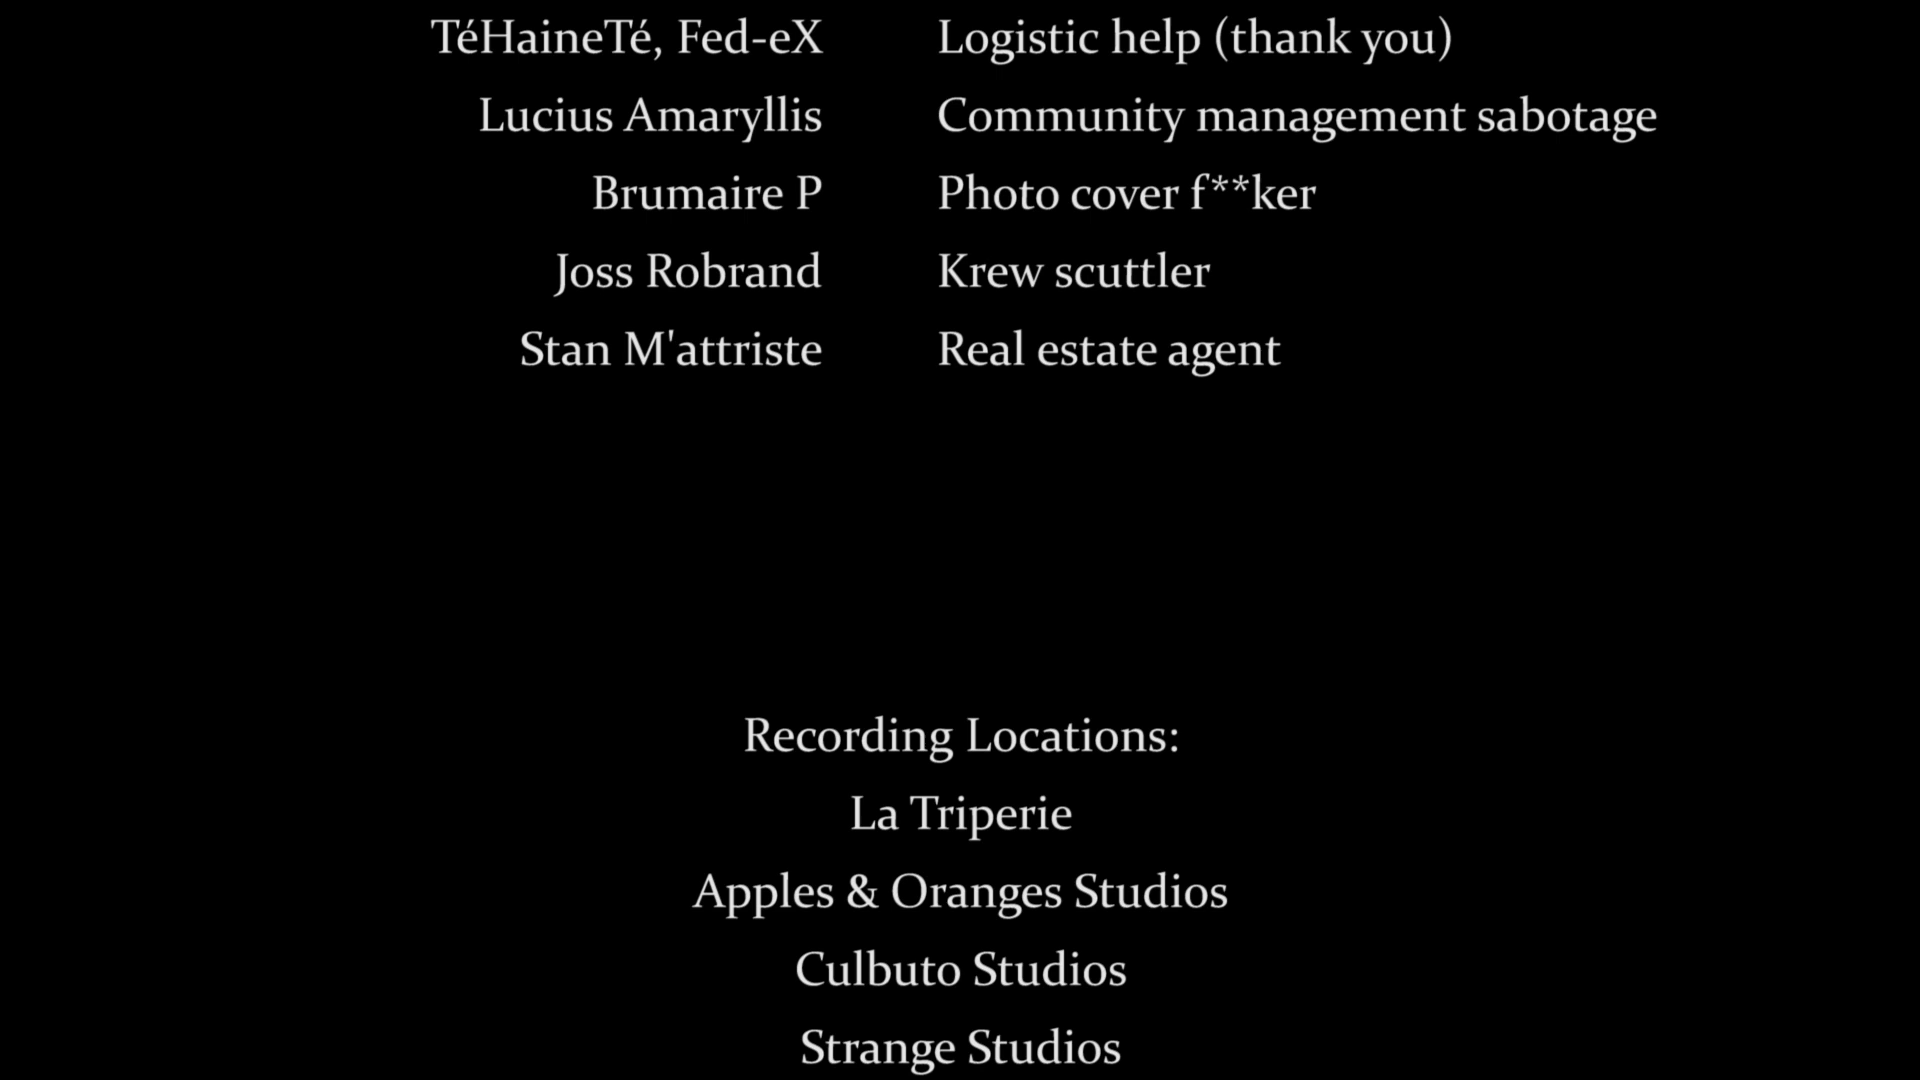 TéHaineTé, Fed-eX Logistic help (thank you)
Lucius Amaryllis Community management sabotage
Brumaire P Photo cover f**ker
Joss Robrand Krew scuttler
Stan M'attriste Real estate agent
Recording Locations:
La Triperie
Apples & Oranges Studios
Culbuto Studios
Strange Studios